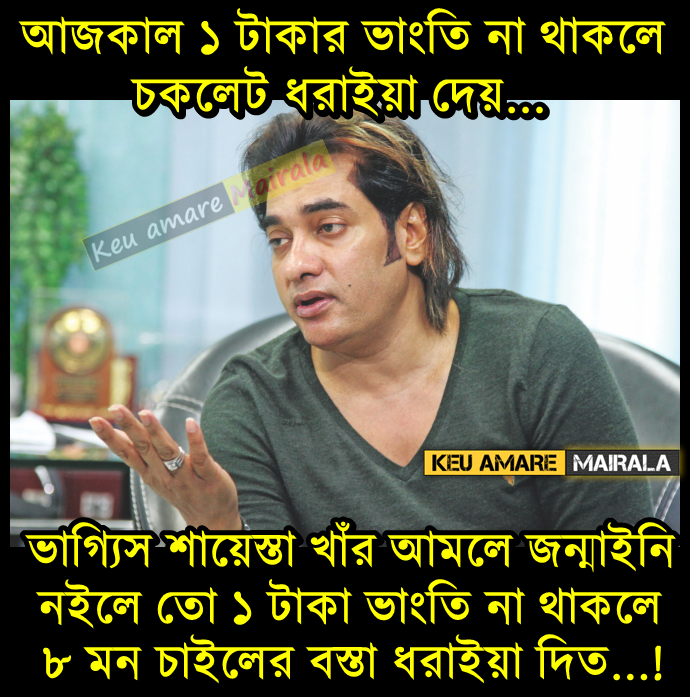 আজকাল ১ টাকার ভাংতি না থাকলে
চকলেট ধরাইয়া দেয়...
Keu amare Mairala
KEU AMARE MAIRALA
ভাগ্যিস শায়েস্তা খাঁর আমলে জন্মাইনি
নইলে তো ১ টাকা ভাংতি না থাকলে
৮ মন চাইলের বস্তা ধরাইয়া দিত...!